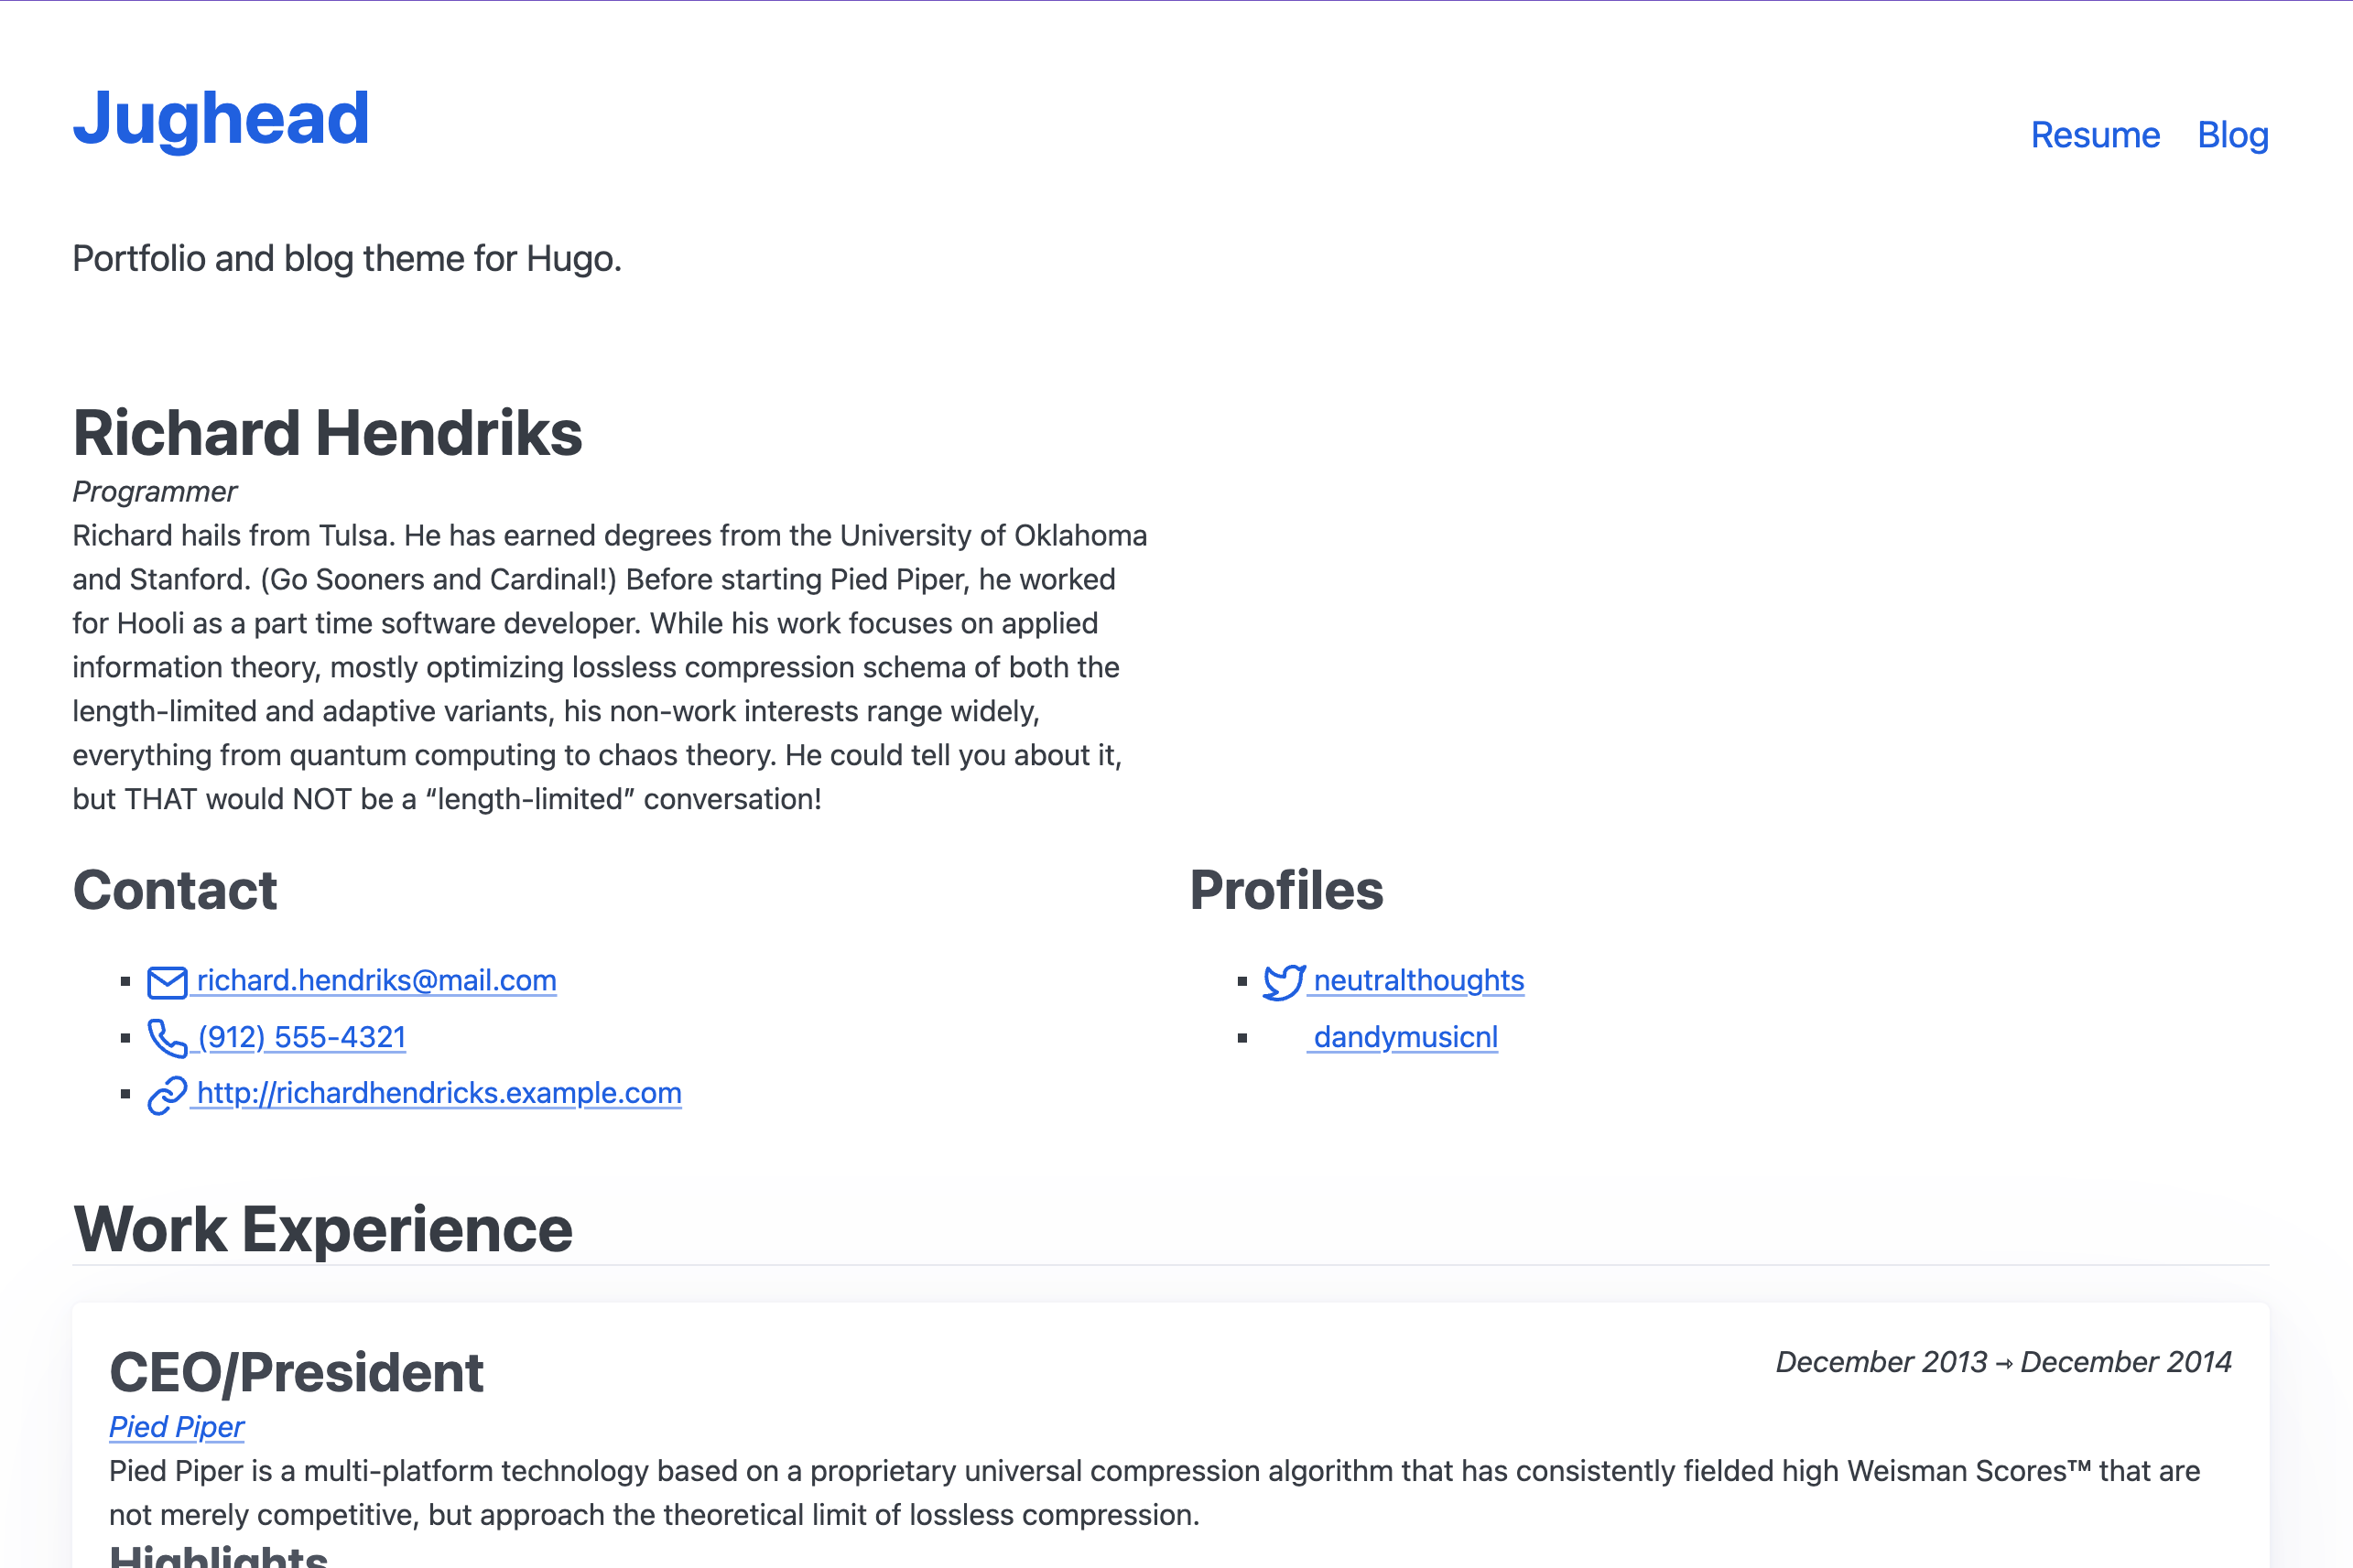 Jughead
Resume Blog
Portfolio and blog theme for Hugo.
Richard Hendriks
Programmer
Richard hails from Tulsa. He has earned degrees from the University of Oklahoma
and Stanford. (Go Sooners and Cardinal!) Before starting Pied Piper, he worked
for Hooli as a part time software developer. While his work focuses on applied
information theory, mostly optimizing lossless compression schema of both the
length-limited and adaptive variants, his non-work interests range widely,
everything from quantum computing to chaos theory. He could tell you about it,
but THAT would NOT be a “length-limited” conversation!
Contact
richard.hendriks@mail.com
(912) 555-4321
http://richardhendricks.example.com
Profiles
neutralthoughts
dandymusicnl
Work Experience
CEO/President
December 2013 → December 2014
Pied Piper
Pied Piper is a multi-platform technology based on a proprietary universal compression algorithm that has consistently fielded high Weisman Scores™ that are
not merely competitive, but approach the theoretical limit of lossless compression.
Highlights